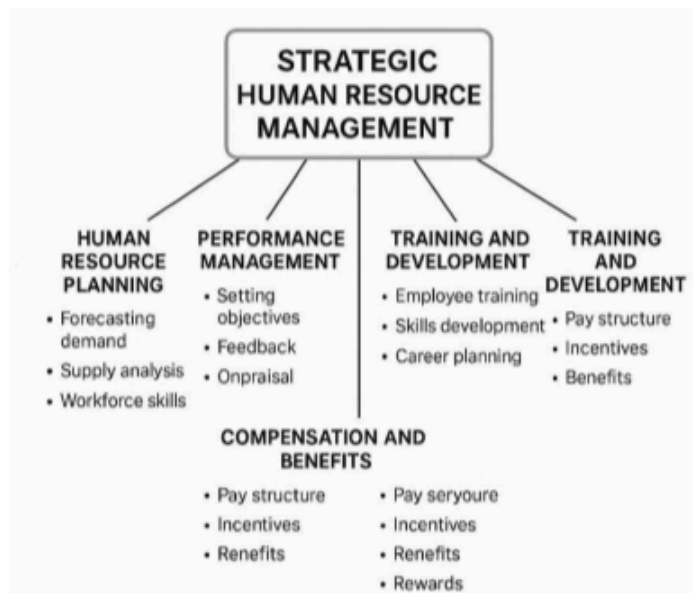 STRATEGIC
HUMAN RESOURCE
MANAGEMENT
HUMAN
RESOURCE
PLANNING
• Forecasting
demand
• Supply analysis
• Workforce skills
PERFORMANCE
MANAGEMENT
• Setting
objectives
• Feedback
• Onpraisal
TRAINING AND
DEVELOPMENT
• Employee training
• Skills development
• Career planning
TRAINING
AND
DEVELOPMENT
• Pay structure
• Incentives
• Benefits
COMPENSATION AND
BENEFITS
• Pay structure
• Incentives
• Renefits
• Pay seryoure
• Incentives
• Renefits
• Rewards